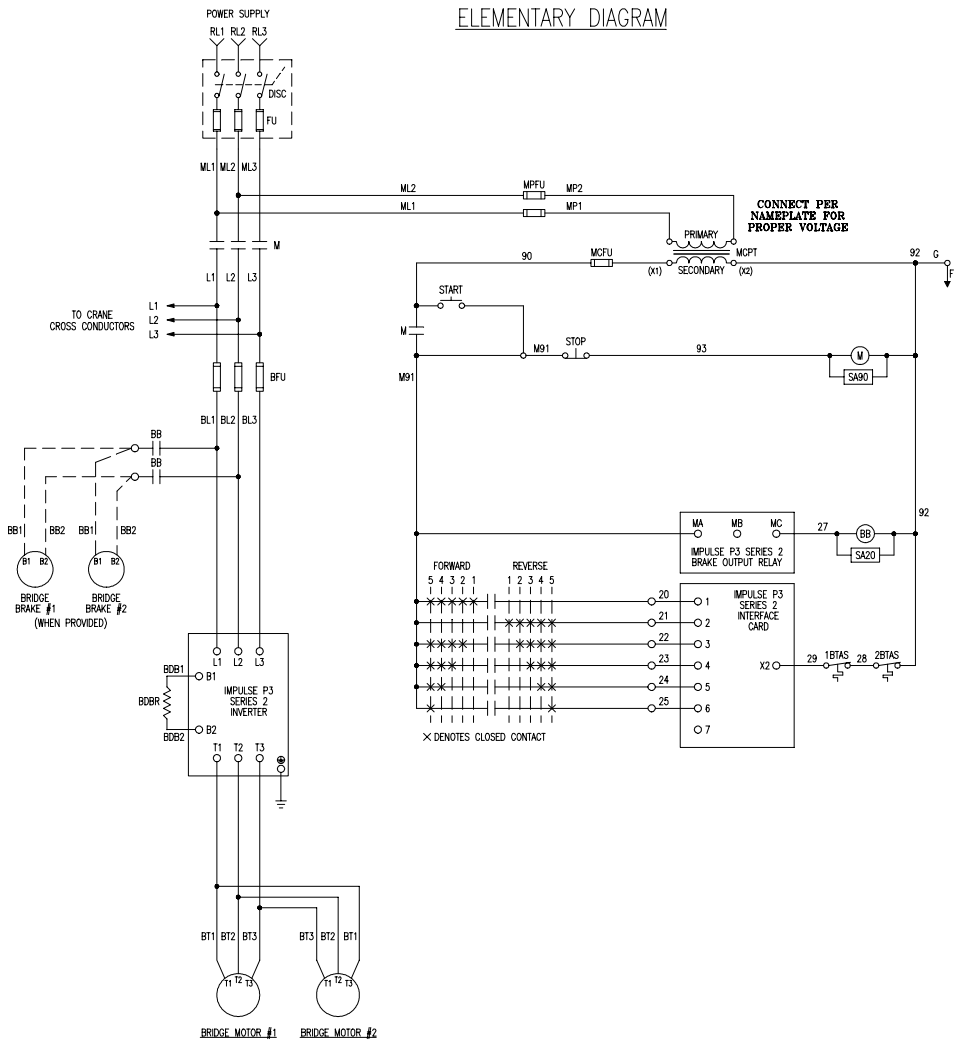 ELEMENTARY DIAGRAM
POWER SUPPLY
RL1 RL2 RL3
DISC
FU
ML1 ML2 ML3
ML2 MPFU MP2
ML1 MP1
CONNECT PER
NAMEPLATE FOR
PROPER VOLTAGE
PRIMARY
MCPT
M
90 MCFU (X1) SECONDARY (X2) 92 G
F
L1 L2 L3
START
TO CRANE
CROSS CONDUCTORS
L1
L2
L3
M
STOP
M91 93 M
SA90
M91
BFU
BL1 BL2 BL3
BB
BB
92
BB1 BB2 BB1 BB2
MA MB MC 27 BB
IMPULSE P3 SERIES 2
BRAKE OUTPUT RELAY
SA20
B1 B2 B1 B2
BRIDGE
BRAKE #1
BRIDGE
BRAKE #2
(WHEN PROVIDED)
FORWARD REVERSE
5 4 3 2 1 1 2 3 4 5
20 1
21 2
22 3
23 4
24 5
25 6
7
IMPULSE P3
SERIES 2
INTERFACE
CARD
X2 29 1BTAS 28 2BTAS
X DENOTES CLOSED CONTACT
L1 L2 L3
BDB1
B1
BDBR
IMPULSE P3
SERIES 2
INVERTER
B2
BDB2
T1 T2 T3
BT1 BT2 BT3 BT3 BT2 BT1
T1 T2 T3 T1 T2 T3
BRIDGE MOTOR #1 BRIDGE MOTOR #2